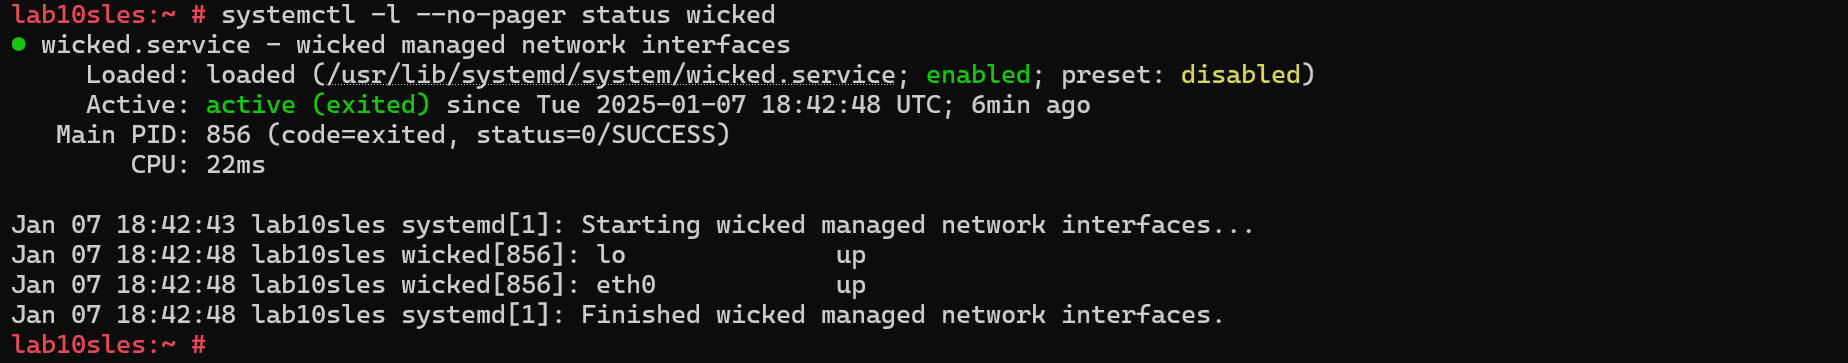 lab10sles:~ # systemctl -l --no-pager status wicked
● wicked.service - wicked managed network interfaces
     Loaded: loaded (/usr/lib/systemd/system/wicked.service; enabled; preset: disabled)
     Active: active (exited) since Tue 2025-01-07 18:42:48 UTC; 6min ago
   Main PID: 856 (code=exited, status=0/SUCCESS)
        CPU: 22ms

Jan 07 18:42:43 lab10sles systemd[1]: Starting wicked managed network interfaces...
Jan 07 18:42:48 lab10sles wicked[856]: lo              up
Jan 07 18:42:48 lab10sles wicked[856]: eth0            up
Jan 07 18:42:48 lab10sles systemd[1]: Finished wicked managed network interfaces.
lab10sles:~ #